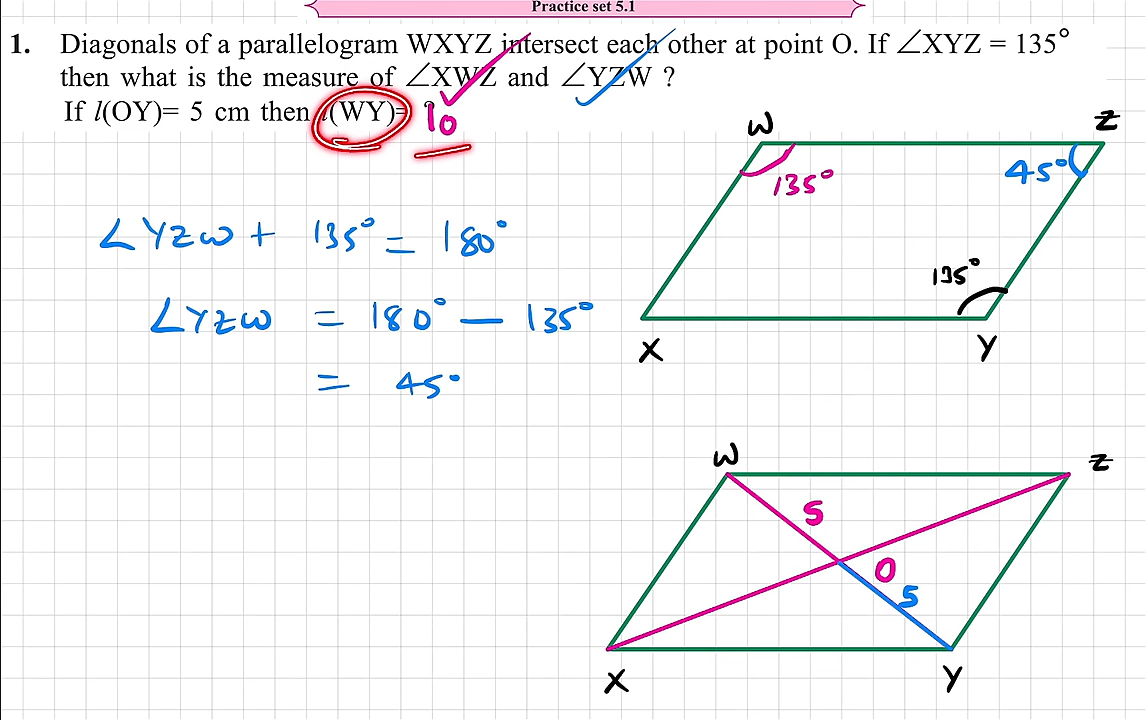 Practice set 5.1
1. Diagonals of a parallelogram WXYZ intersect each other at point O. If ∠XYZ = 135°
then what is the measure of ∠XWZ and ∠YZW ?
If l(OY)= 5 cm then l(WY)= ? 10
W Z
135° 45°
∠YZW + 135° = 180°
135°
∠YZW = 180° − 135°
X Y
= 45°
W Z
5
O
5
X Y